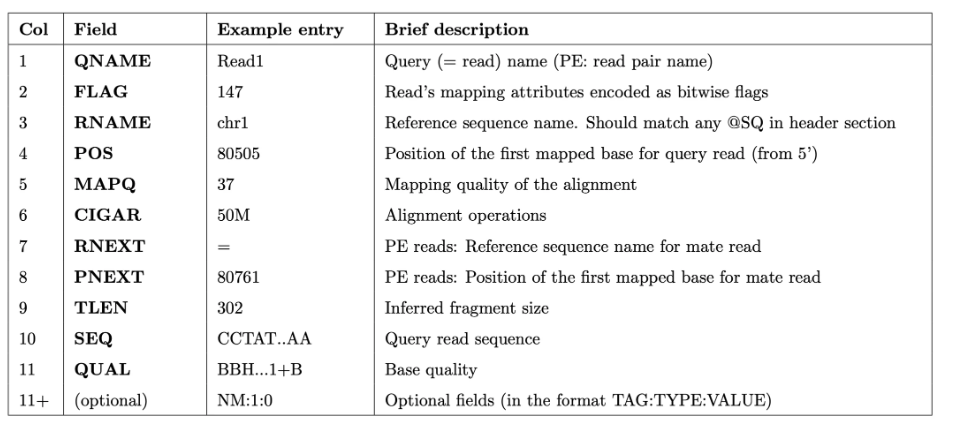 Col Field Example entry Brief description
1 QNAME Read1 Query (= read) name (PE: read pair name)
2 FLAG 147 Read's mapping attributes encoded as bitwise flags
3 RNAME chr1 Reference sequence name. Should match any @SQ in header section
4 POS 80505 Position of the first mapped base for query read (from 5')
5 MAPQ 37 Mapping quality of the alignment
6 CIGAR 50M Alignment operations
7 RNEXT = PE reads: Reference sequence name for mate read
8 PNEXT 80761 PE reads: Position of the first mapped base for mate read
9 TLEN 302 Inferred fragment size
10 SEQ CCTAT..AA Query read sequence
11 QUAL BBH...1+B Base quality
11+ (optional) NM:1:0 Optional fields (in the format TAG:TYPE:VALUE)